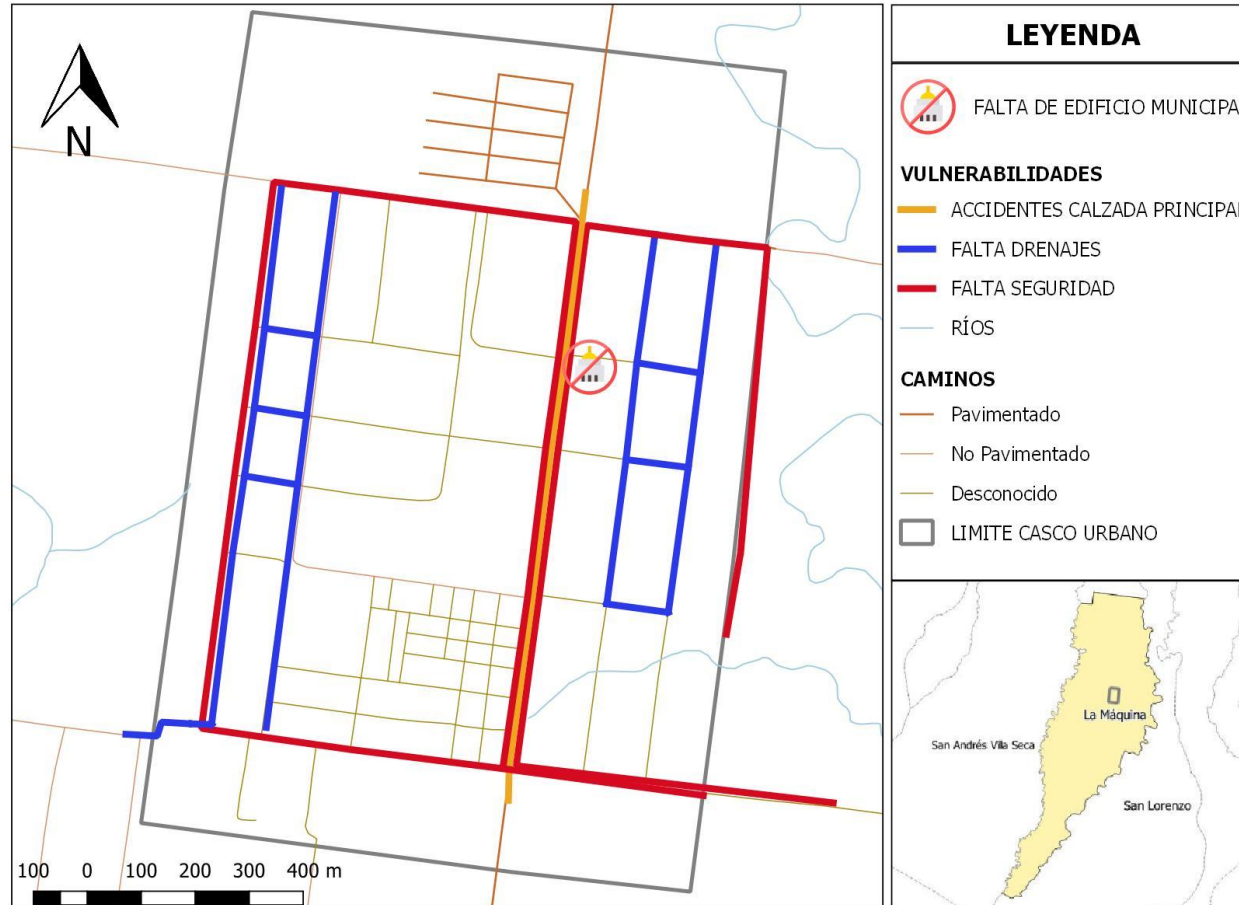 N
100 0 100 200 300 400 m
LEYENDA
FALTA DE EDIFICIO MUNICIPA
VULNERABILIDADES
ACCIDENTES CALZADA PRINCIPA
FALTA DRENAJES
FALTA SEGURIDAD
RÍOS
CAMINOS
Pavimentado
No Pavimentado
Desconocido
LIMITE CASCO URBANO
La Máquina
San Andrés Villa Seca
San Lorenzo